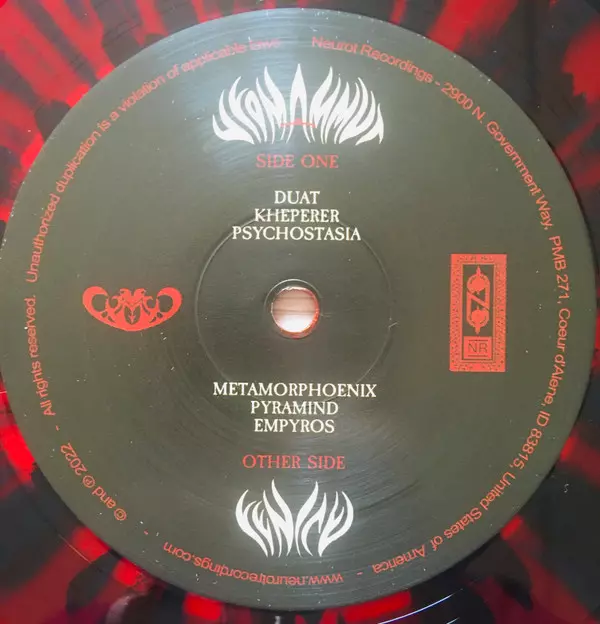 UFOMAMMUT
SIDE ONE
DUAT
KHEPERER
PSYCHOSTASIA
NR
METAMORPHOENIX
PYRAMIND
EMPYROS
OTHER SIDE
FENICE
© and ℗ 2022 - All rights reserved. Unauthorized duplication is a violation of applicable laws Neurot Recordings - 2900 N. Government Way, PMB 271, Coeur d'Alene, ID 83815, United States of America - www.neurotrecordings.com